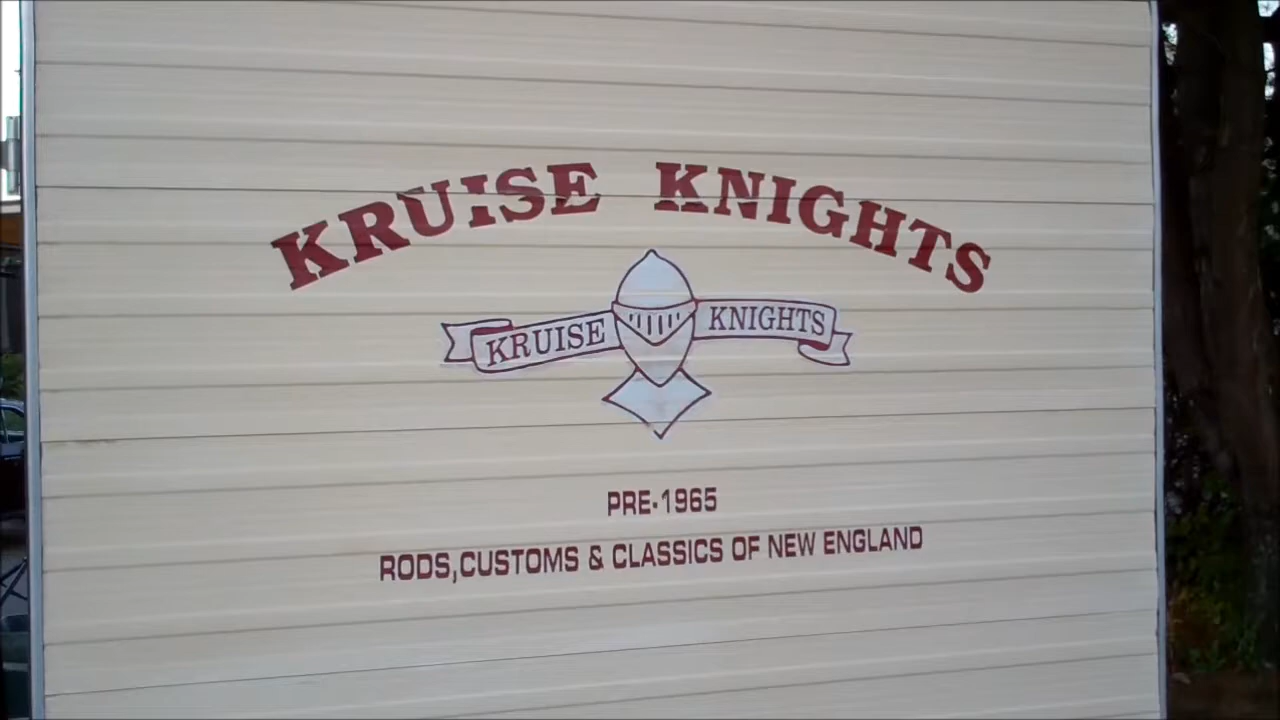 KRUISE KNIGHTS
KRUISE KNIGHTS
PRE-1965
RODS,CUSTOMS & CLASSICS OF NEW ENGLAND